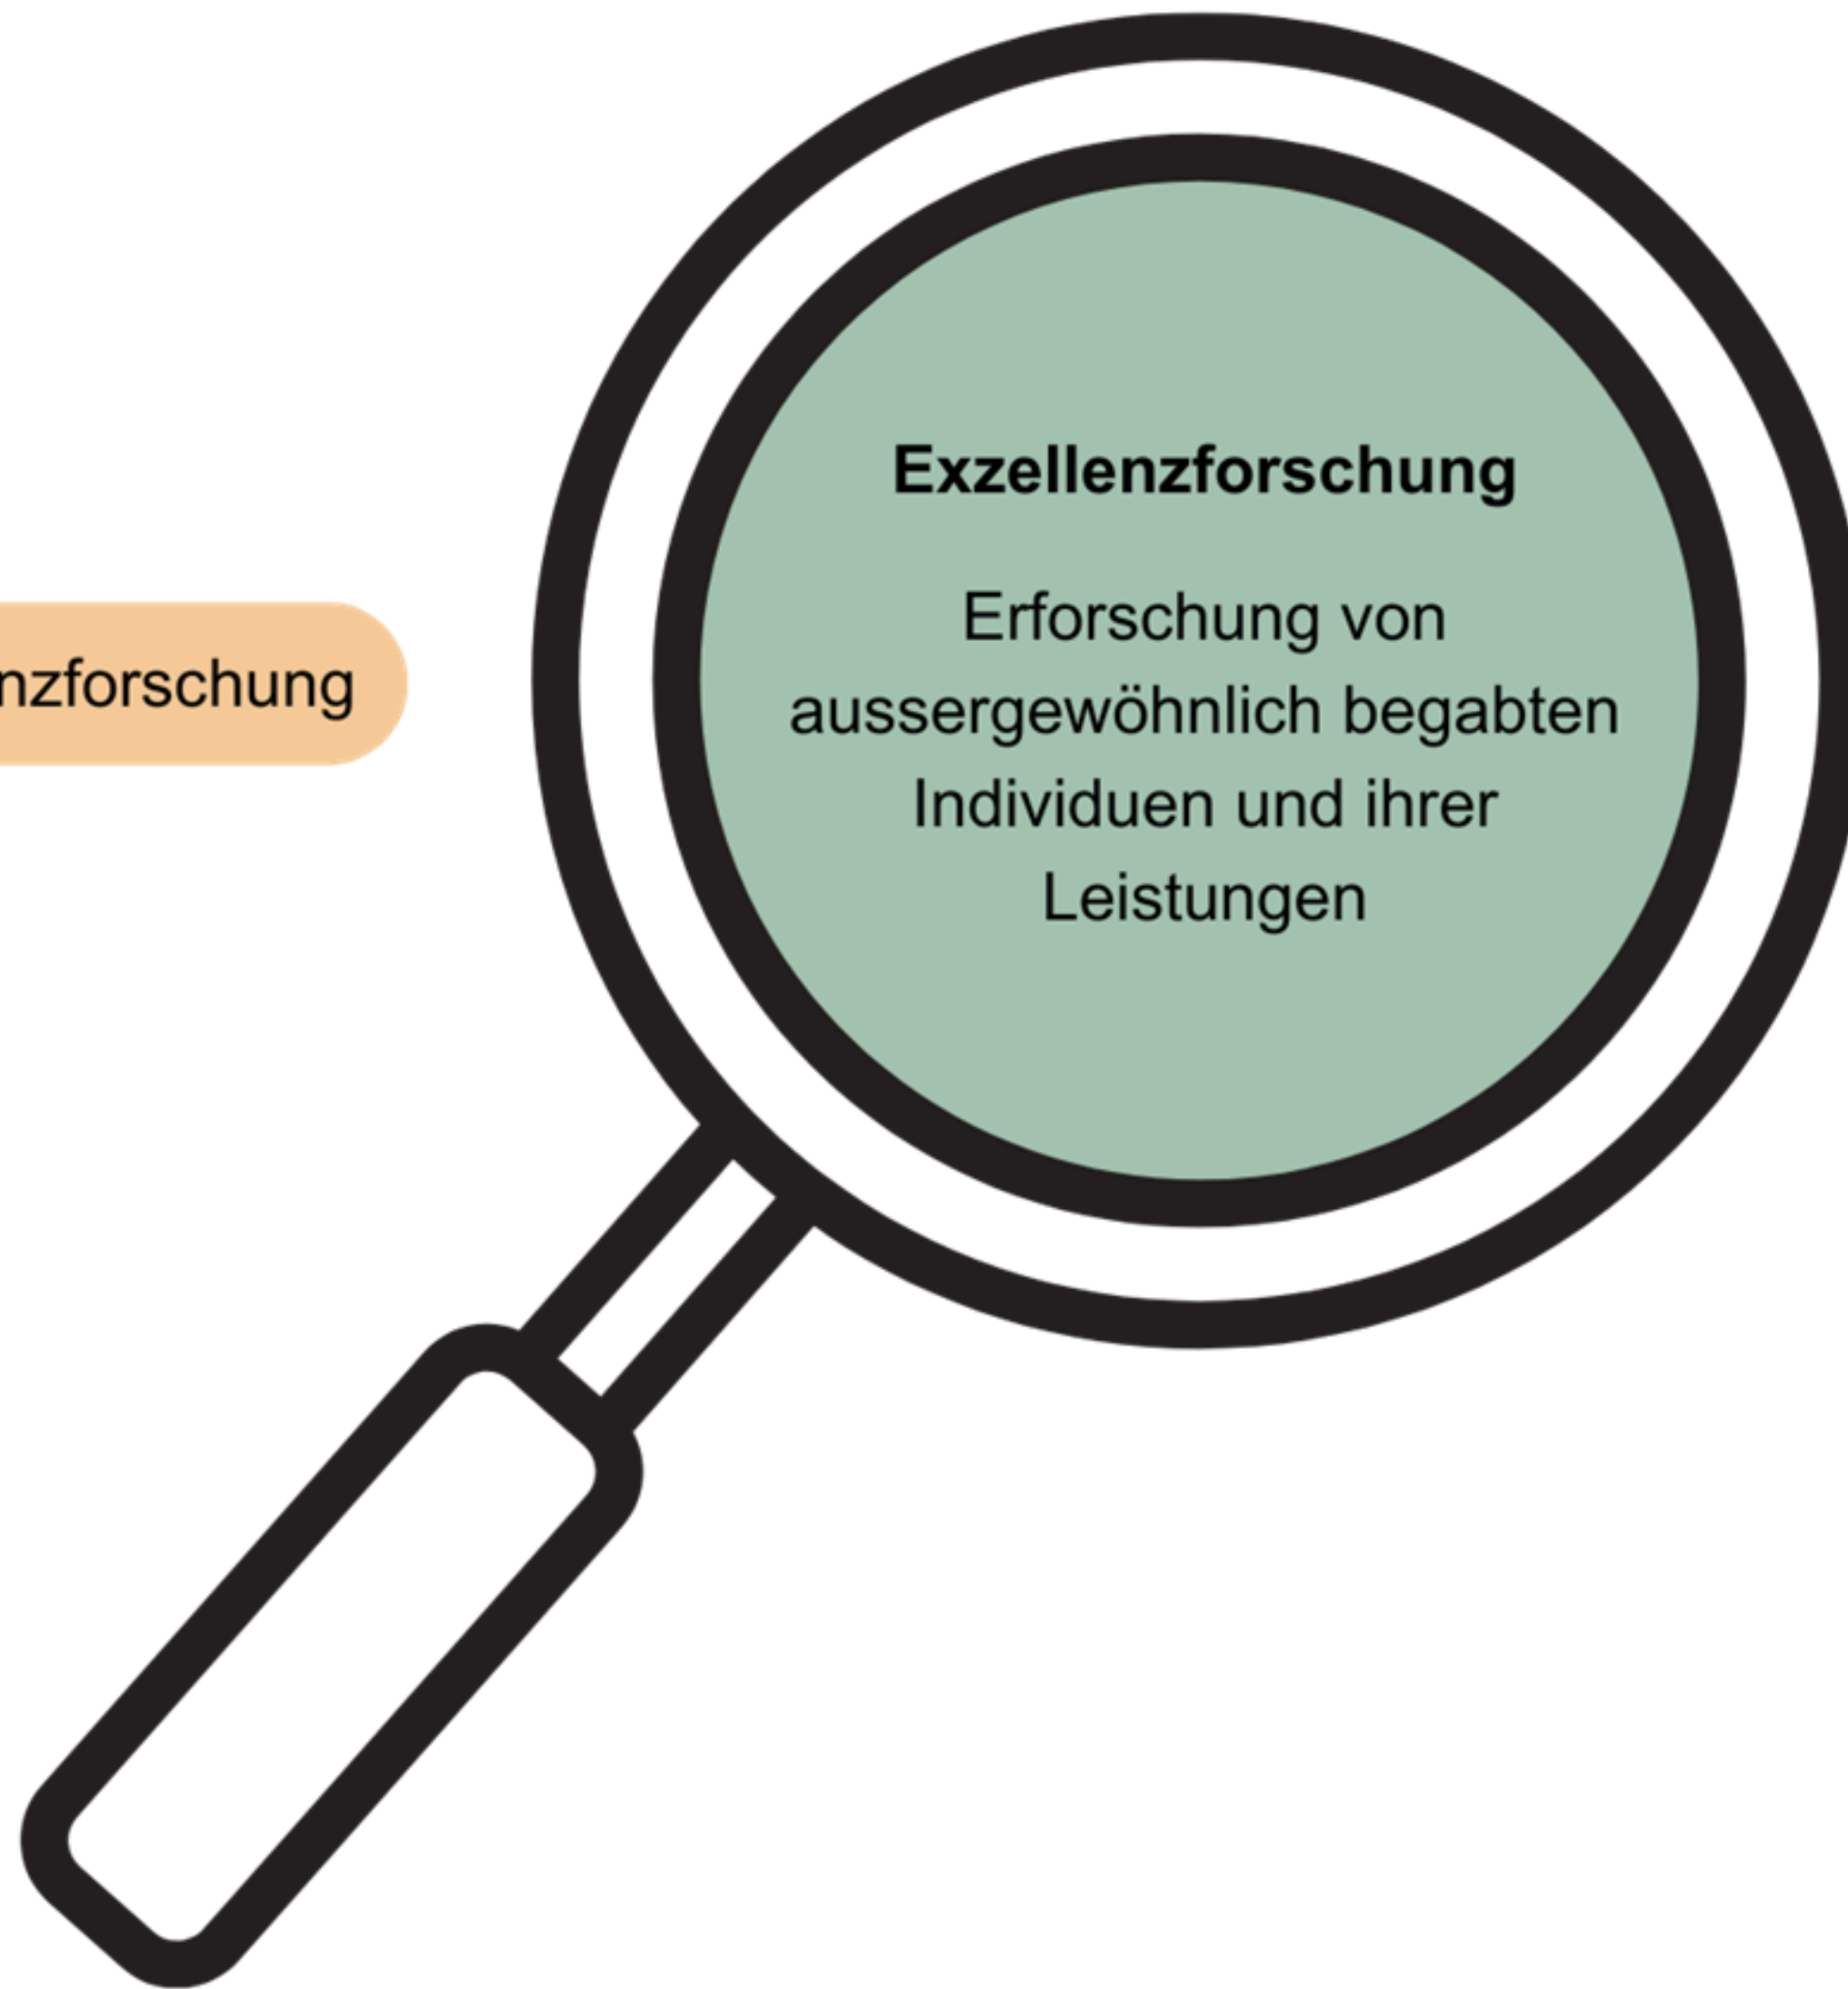 Exzellenzforschung
Erforschung von
aussergewöhnlich begabten
Individuen und ihrer
Leistungen
nzforschung